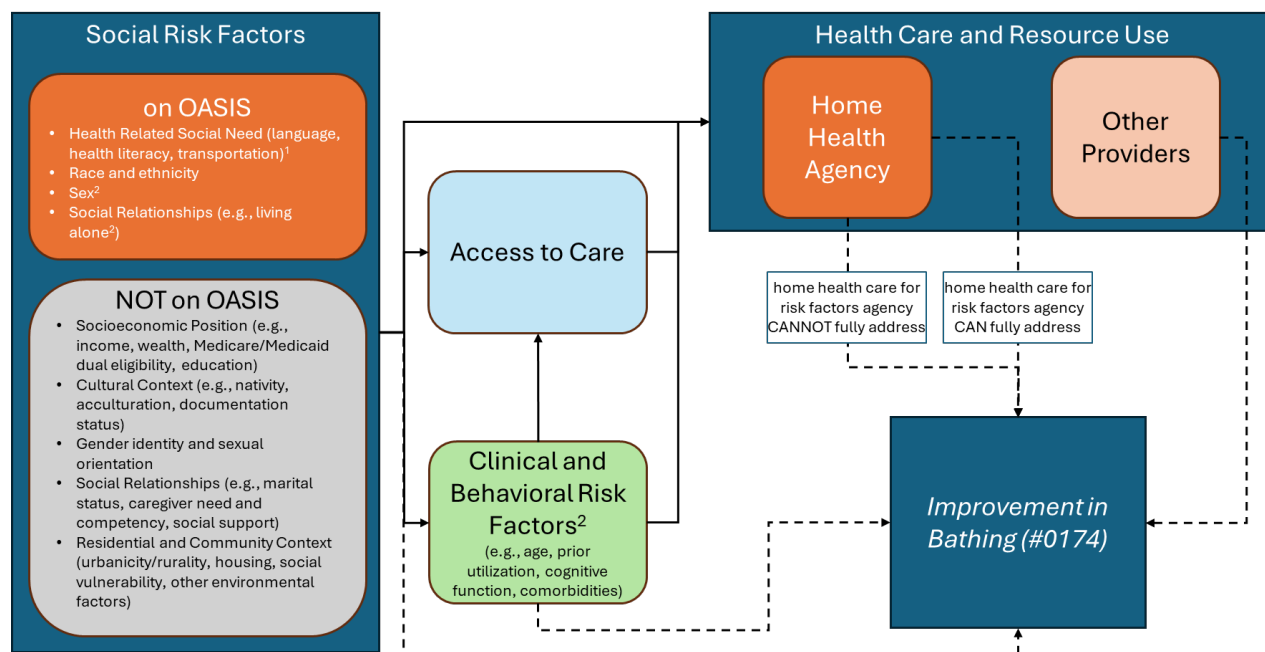 Social Risk Factors
on OASIS
• Health Related Social Need (language,
health literacy, transportation)¹
• Race and ethnicity
• Sex²
• Social Relationships (e.g., living
alone²)
NOT on OASIS
• Socioeconomic Position (e.g.,
income, wealth, Medicare/Medicaid
dual eligibility, education)
• Cultural Context (e.g., nativity,
acculturation, documentation
status)
• Gender identity and sexual
orientation
• Social Relationships (e.g., marital
status, caregiver need and
competency, social support)
• Residential and Community Context
(urbanicity/rurality, housing, social
vulnerability, other environmental
factors)
Access to Care
Clinical and
Behavioral Risk
Factors²
(e.g., age, prior
utilization, cognitive
function, comorbidities)
Health Care and Resource Use
Home
Health
Agency
Other
Providers
home health care for
risk factors agency
CANNOT fully address
home health care for
risk factors agency
CAN fully address
Improvement in
Bathing (#0174)